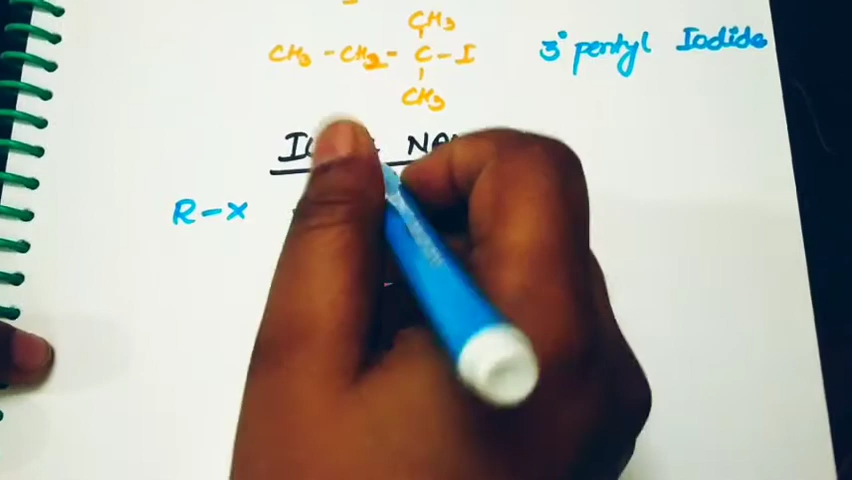 CH3
CH3 - CH2 - C - I 3° pentyl Iodide
CH3
R-X